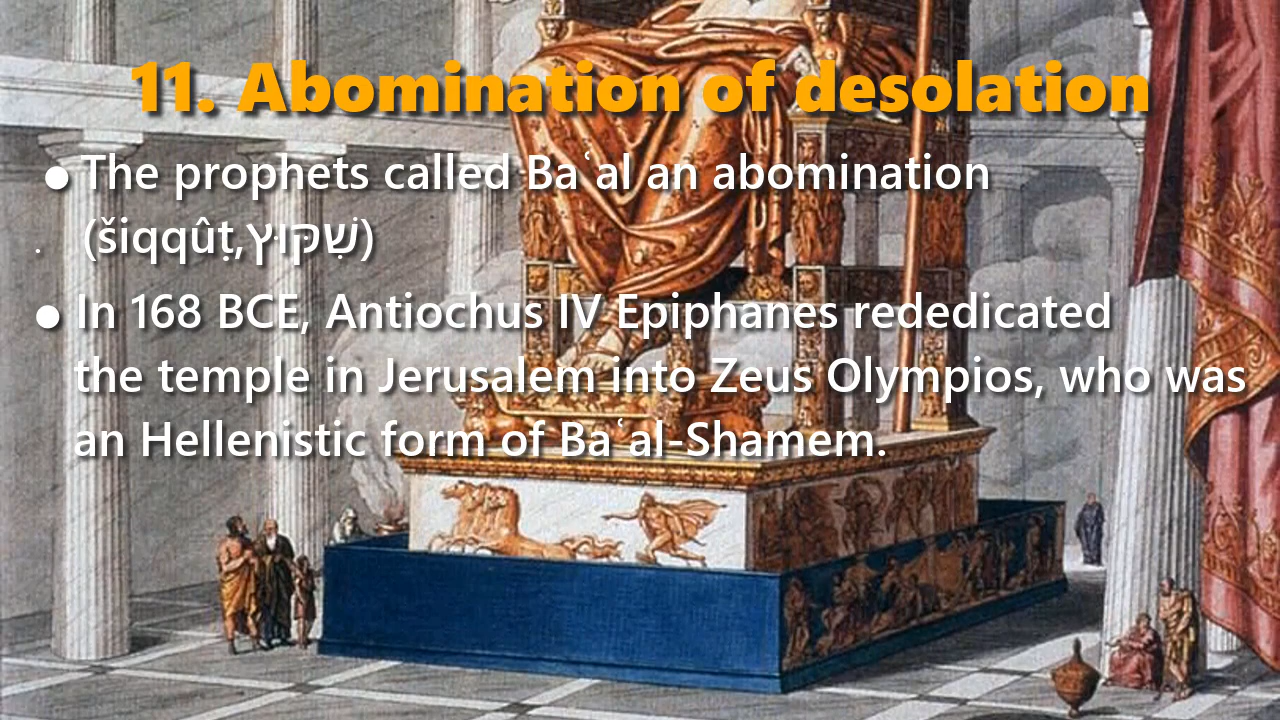 11. Abomination of desolation
● The prophets called Baʿal an abomination
. (šiqqûṭ,שִׁקּוּץ)
● In 168 BCE, Antiochus IV Epiphanes rededicated
the temple in Jerusalem into Zeus Olympios, who was
an Hellenistic form of Baʿal-Shamem.